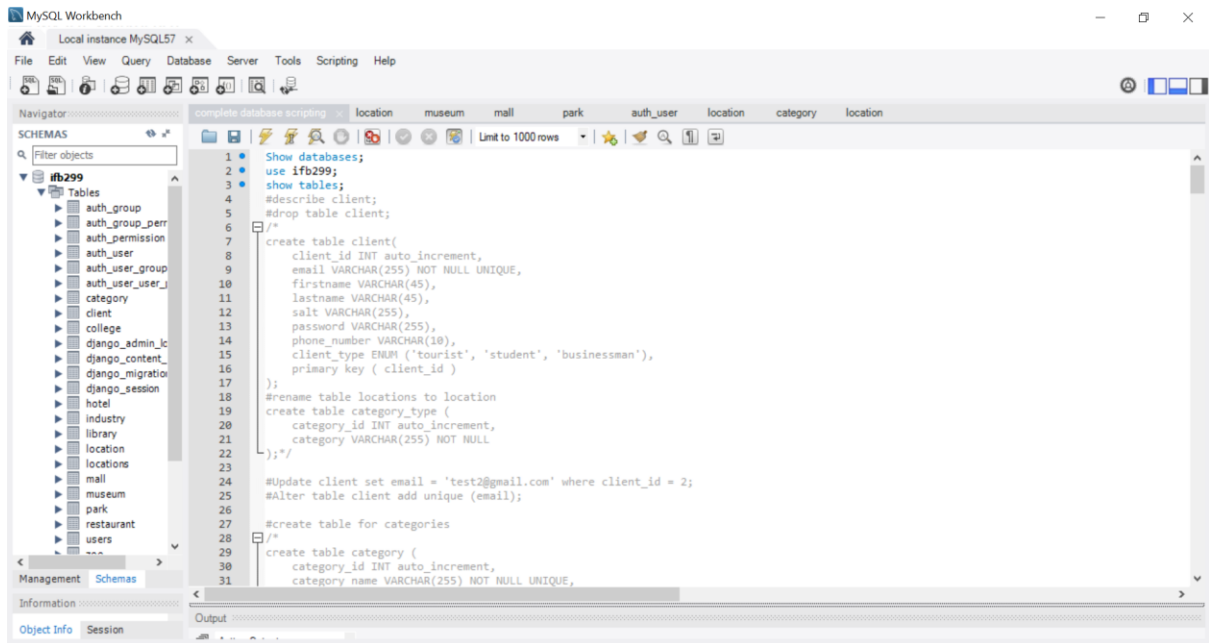 MySQL Workbench
Local instance MySQL57
File Edit View Query Database Server Tools Scripting Help
Navigator
SCHEMAS
Filter objects
ifb299
Tables
auth_group
auth_group_perr
auth_permission
auth_user
auth_user_group
auth_user_user_
category
client
college
django_admin_lc
django_content_
django_migration
django_session
hotel
industry
library
location
locations
mall
museum
park
restaurant
users
Management Schemas
Information
Object Info Session
complete database scripting location museum mall park auth_user location category location
Limit to 1000 rows
1 Show databases;
2 use ifb299;
3 show tables;
4 #describe client;
5 #drop table client;
6 /*
7 create table client(
8 client_id INT auto_increment,
9 email VARCHAR(255) NOT NULL UNIQUE,
10 firstname VARCHAR(45),
11 lastname VARCHAR(45),
12 salt VARCHAR(255),
13 password VARCHAR(255),
14 phone_number VARCHAR(10),
15 client_type ENUM ('tourist', 'student', 'businessman'),
16 primary key ( client_id )
17 );
18 #rename table locations to location
19 create table category_type (
20 category_id INT auto_increment,
21 category VARCHAR(255) NOT NULL
22 );*/
23
24 #Update client set email = 'test2@gmail.com' where client_id = 2;
25 #Alter table client add unique (email);
26
27 #create table for categories
28 /*
29 create table category (
30 category_id INT auto_increment,
31 category_name VARCHAR(255) NOT NULL UNIQUE,
Output